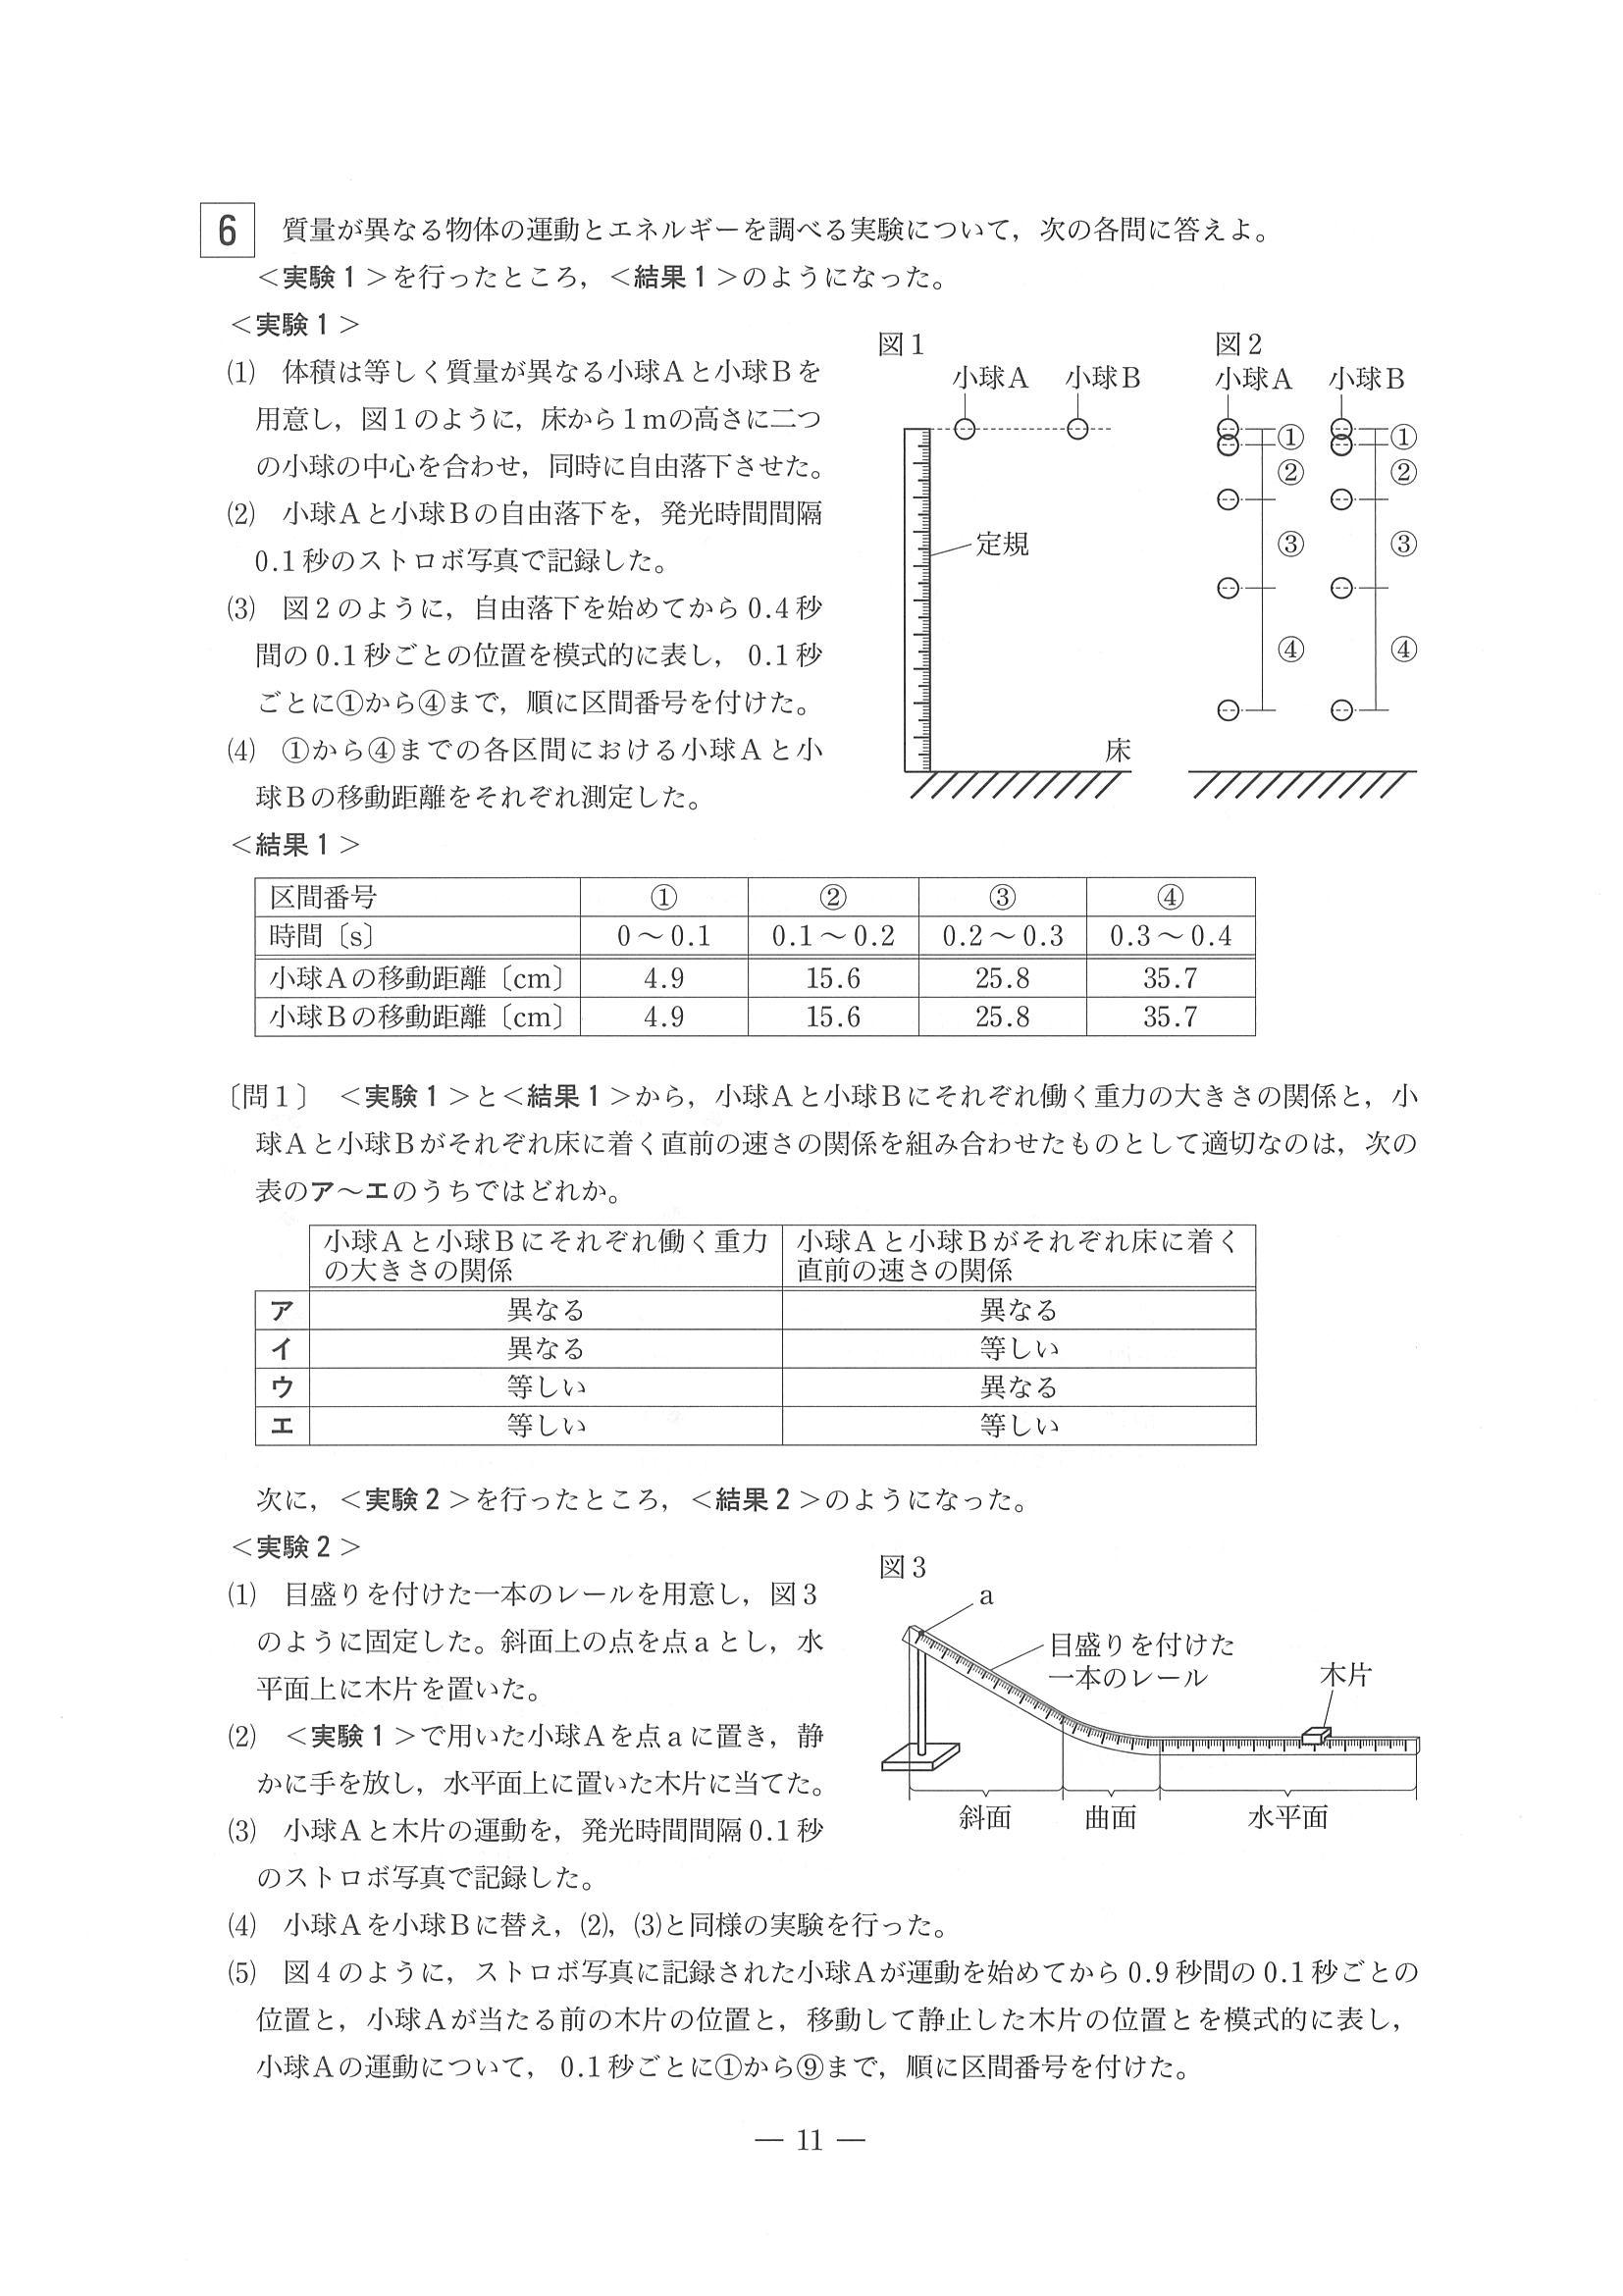 6 質量が異なる物体の運動とエネルギーを調べる実験について，次の各問に答えよ。
＜実験1＞を行ったところ，＜結果1＞のようになった。
＜実験1＞
⑴ 体積は等しく質量が異なる小球Aと小球Bを
用意し，図1のように，床から1mの高さに二つ
の小球の中心を合わせ，同時に自由落下させた。
⑵ 小球Aと小球Bの自由落下を，発光時間間隔
0.1秒のストロボ写真で記録した。
⑶ 図2のように，自由落下を始めてから0.4秒
間の0.1秒ごとの位置を模式的に表し，0.1秒
ごとに①から④まで，順に区間番号を付けた。
⑷ ①から④までの各区間における小球Aと小
球Bの移動距離をそれぞれ測定した。
図1
小球A 小球B
定規
床
図2
小球A 小球B
① ①
② ②
③ ③
④ ④
＜結果1＞
区間番号 ① ② ③ ④
時間〔s〕 0～0.1 0.1～0.2 0.2～0.3 0.3～0.4
小球Aの移動距離〔cm〕 4.9 15.6 25.8 35.7
小球Bの移動距離〔cm〕 4.9 15.6 25.8 35.7
〔問1〕 ＜実験1＞と＜結果1＞から，小球Aと小球Bにそれぞれ働く重力の大きさの関係と，小
球Aと小球Bがそれぞれ床に着く直前の速さの関係を組み合わせたものとして適切なのは，次の
表のア～エのうちではどれか。
小球Aと小球Bにそれぞれ働く重力 小球Aと小球Bがそれぞれ床に着く
の大きさの関係 直前の速さの関係
ア 異なる 異なる
イ 異なる 等しい
ウ 等しい 異なる
エ 等しい 等しい
次に，＜実験2＞を行ったところ，＜結果2＞のようになった。
＜実験2＞
⑴ 目盛りを付けた一本のレールを用意し，図3
のように固定した。斜面上の点を点aとし，水
平面上に木片を置いた。
⑵ ＜実験1＞で用いた小球Aを点aに置き，静
かに手を放し，水平面上に置いた木片に当てた。
⑶ 小球Aと木片の運動を，発光時間間隔0.1秒
のストロボ写真で記録した。
図3
a
目盛りを付けた
一本のレール
木片
斜面 曲面 水平面
⑷ 小球Aを小球Bに替え，⑵，⑶と同様の実験を行った。
⑸ 図4のように，ストロボ写真に記録された小球Aが運動を始めてから0.9秒間の0.1秒ごとの
位置と，小球Aが当たる前の木片の位置と，移動して静止した木片の位置とを模式的に表し，
小球Aの運動について，0.1秒ごとに①から⑨まで，順に区間番号を付けた。
— 11 —